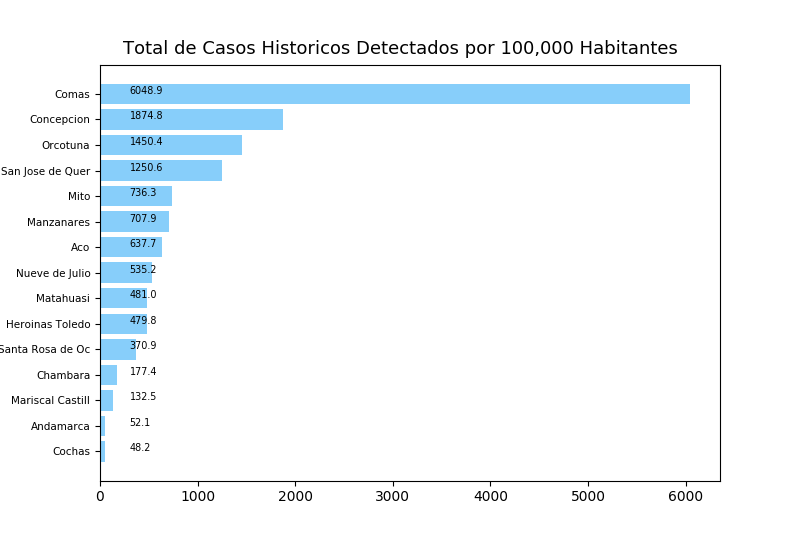 Total de Casos Historicos Detectados por 100,000 Habitantes
Comas 6048.9
Concepcion 1874.8
Orcotuna 1450.4
San Jose de Quer 1250.6
Mito 736.3
Manzanares 707.9
Aco 637.7
Nueve de Julio 535.2
Matahuasi 481.0
Heroinas Toledo 479.8
Santa Rosa de Oc 370.9
Chambara 177.4
Mariscal Castill 132.5
Andamarca 52.1
Cochas 48.2
0 1000 2000 3000 4000 5000 6000